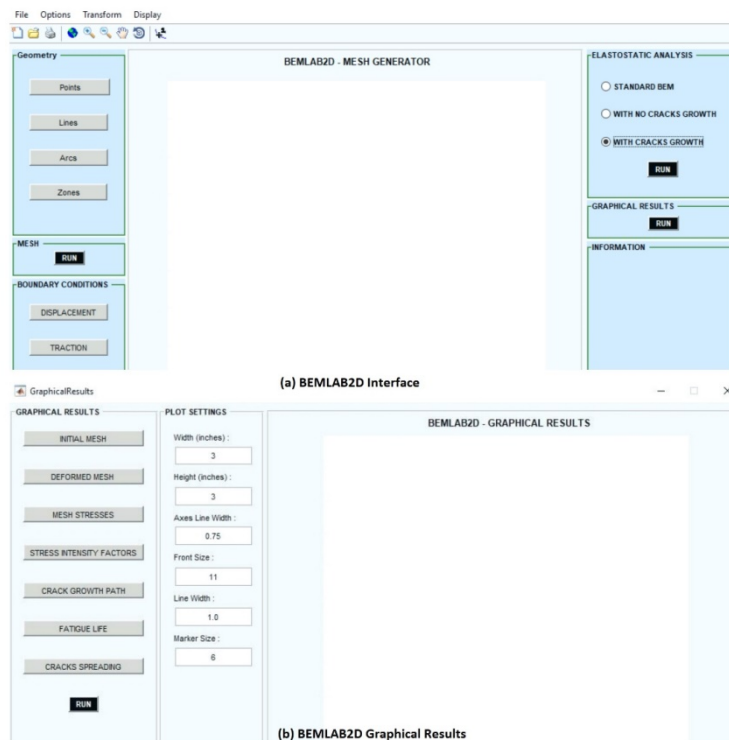 File Options Transform Display
Geometry
Points
Lines
Arcs
Zones
MESH
RUN
BOUNDARY CONDITIONS
DISPLACEMENT
TRACTION
BEMLAB2D - MESH GENERATOR
ELASTOSTATIC ANALYSIS
STANDARD BEM
WITH NO CRACKS GROWTH
WITH CRACKS GROWTH
RUN
GRAPHICAL RESULTS
RUN
INFORMATION
(a) BEMLAB2D Interface
GraphicalResults
GRAPHICAL RESULTS
INITIAL MESH
DEFORMED MESH
MESH STRESSES
STRESS INTENSITY FACTORS
CRACK GROWTH PATH
FATIGUE LIFE
CRACKS SPREADING
RUN
PLOT SETTINGS
Width (inches) :
3
Height (inches) :
3
Axes Line Width :
0.75
Front Size :
11
Line Width :
1.0
Marker Size :
6
BEMLAB2D - GRAPHICAL RESULTS
(b) BEMLAB2D Graphical Results